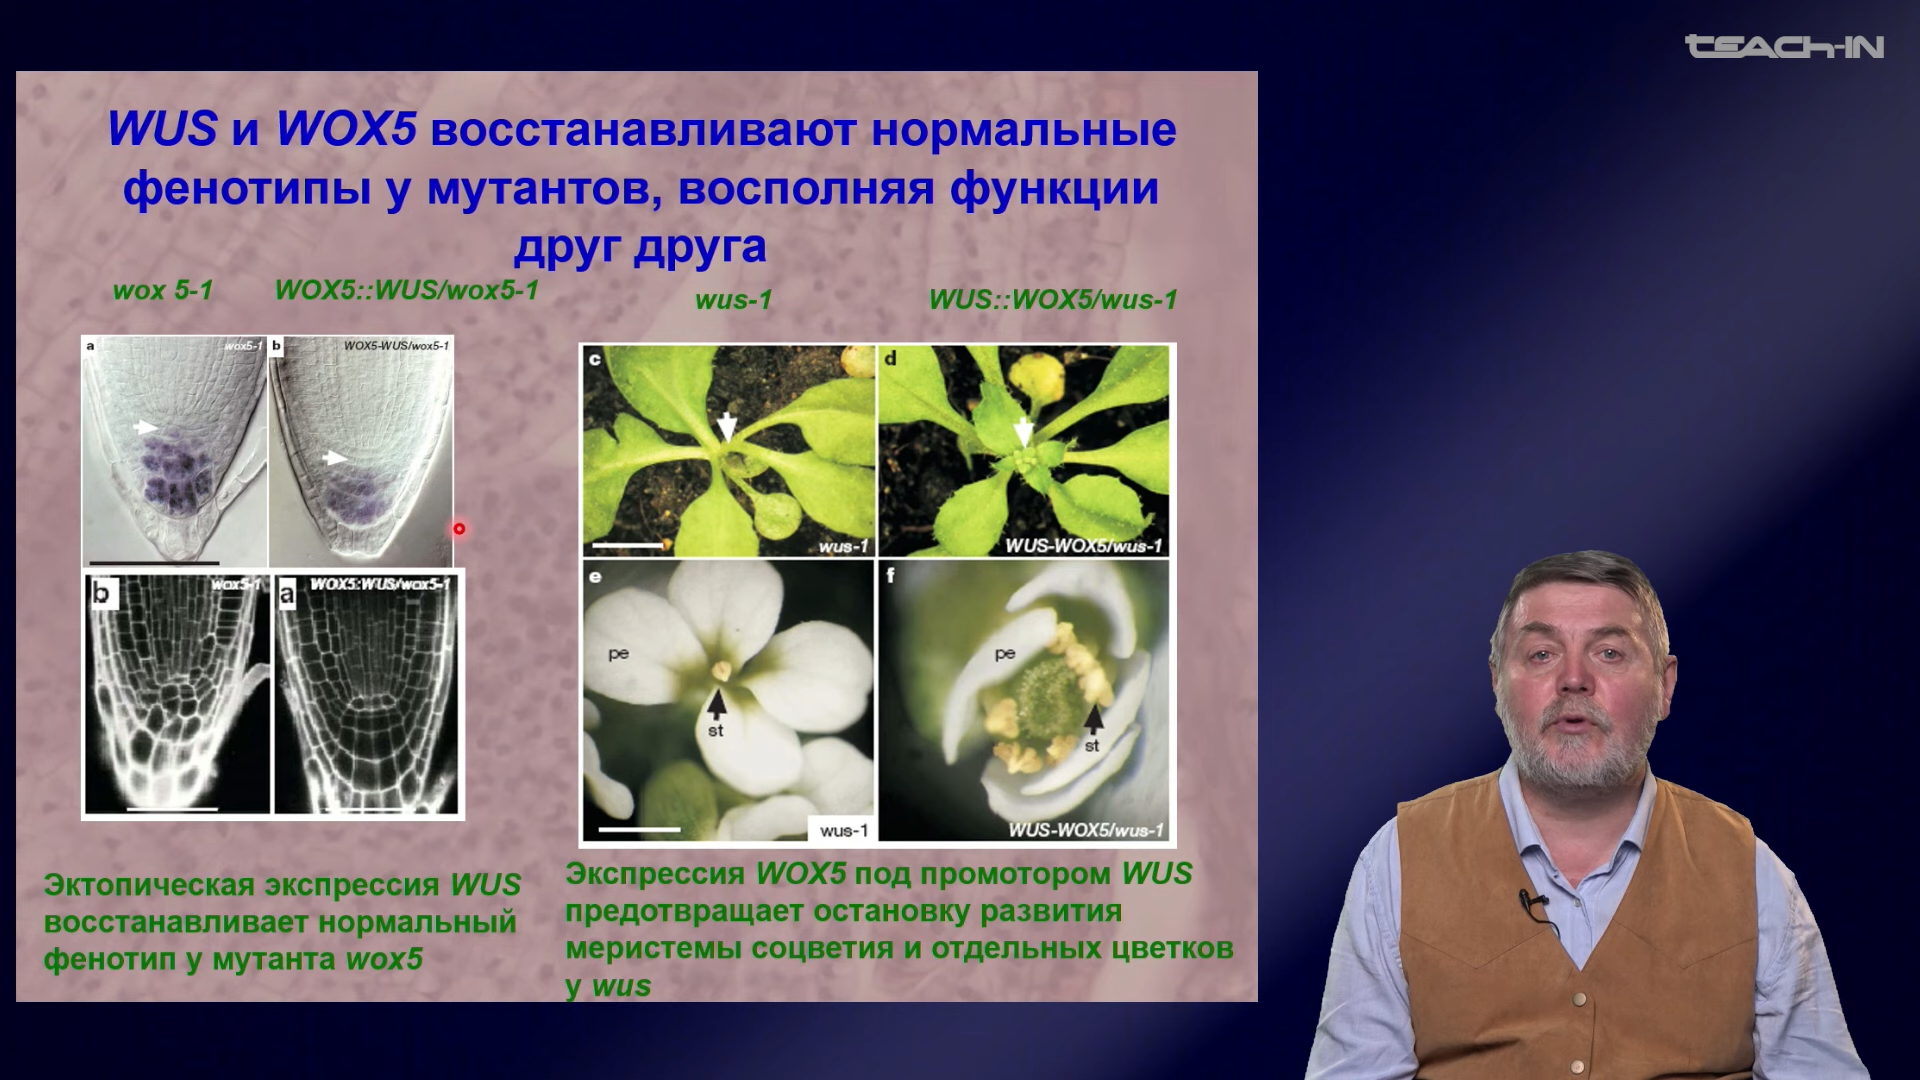 TEACH-IN
WUS и WOX5 восстанавливают нормальные
фенотипы у мутантов, восполняя функции
друг друга
wox 5-1
WOX5::WUS/wox5-1
wus-1
WUS::WOX5/wus-1
a
wox5-1
b
WOX5-WUS/wox5-1
b
wox5-1
a
WOX5:WUS/wox5-1
c
wus-1
d
WUS-WOX5/wus-1
e
pe
st
wus-1
f
pe
st
WUS-WOX5/wus-1
Эктопическая экспрессия WUS
восстанавливает нормальный
фенотип у мутанта wox5
Экспрессия WOX5 под промотором WUS
предотвращает остановку развития
меристемы соцветия и отдельных цветков
у wus